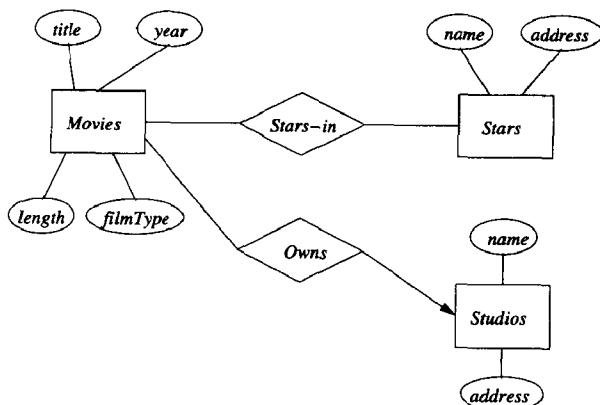 title
year
name
address
Movies
Stars-in
Stars
length
filmType
name
Owns
Studios
address